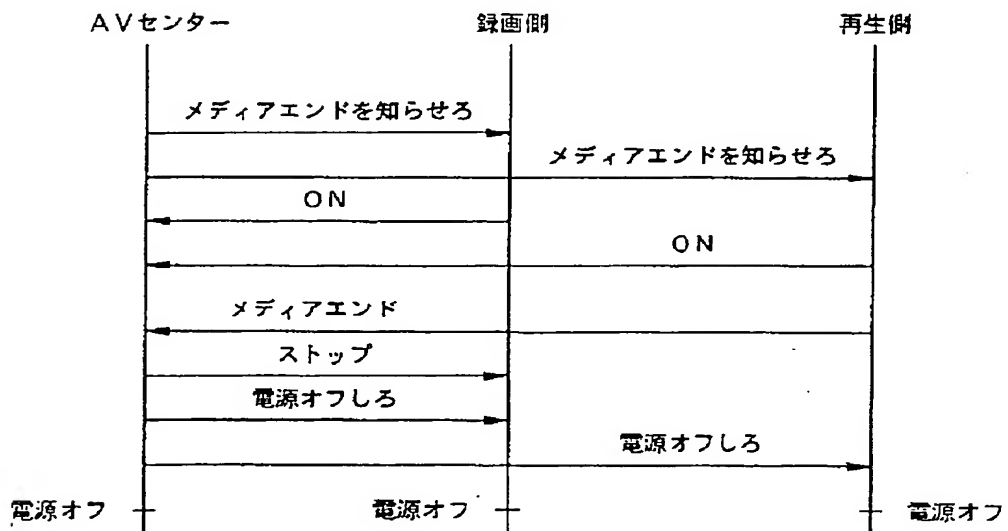 AVセンター 録画側 再生側
メディアエンドを知らせろ
メディアエンドを知らせろ
ON
ON
メディアエンド
ストップ
電源オフしろ
電源オフしろ
電源オフ 電源オフ 電源オフ